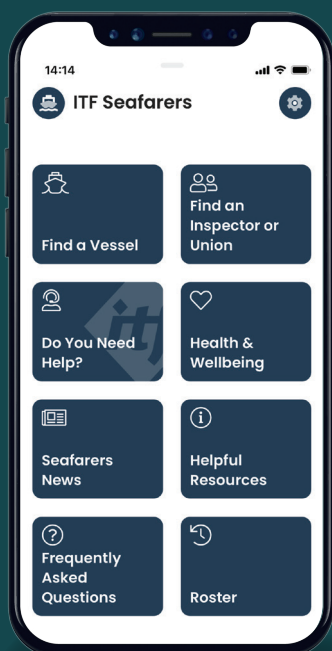 14:14
ITF Seafarers
Find a Vessel
Find an
Inspector or
Union
Do You Need
Help?
Health &
Wellbeing
Seafarers
News
Helpful
Resources
Frequently
Asked
Questions
Roster
itf